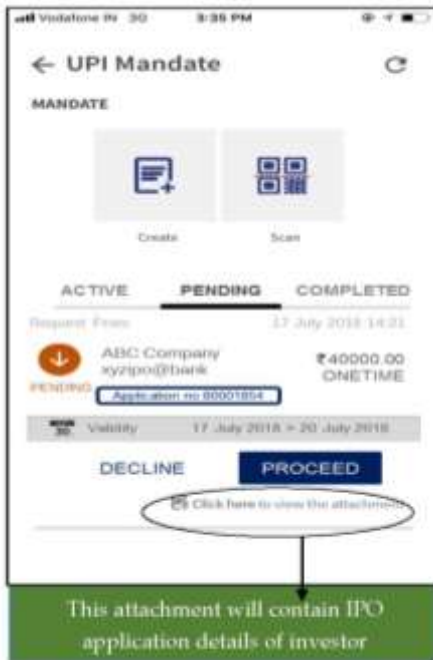 Vodafone IN 3G 3:35 PM
← UPI Mandate
MANDATE
Create Scan
ACTIVE PENDING COMPLETED
Request From 17 July 2018 14:21
ABC Company ₹40000.00
xyzipo@bank ONETIME
PENDING
Application no 80001654
30 Validity 17 July 2018 - 20 July 2018
DECLINE PROCEED
Click here to view the attachment
This attachment will contain IPO
application details of investor